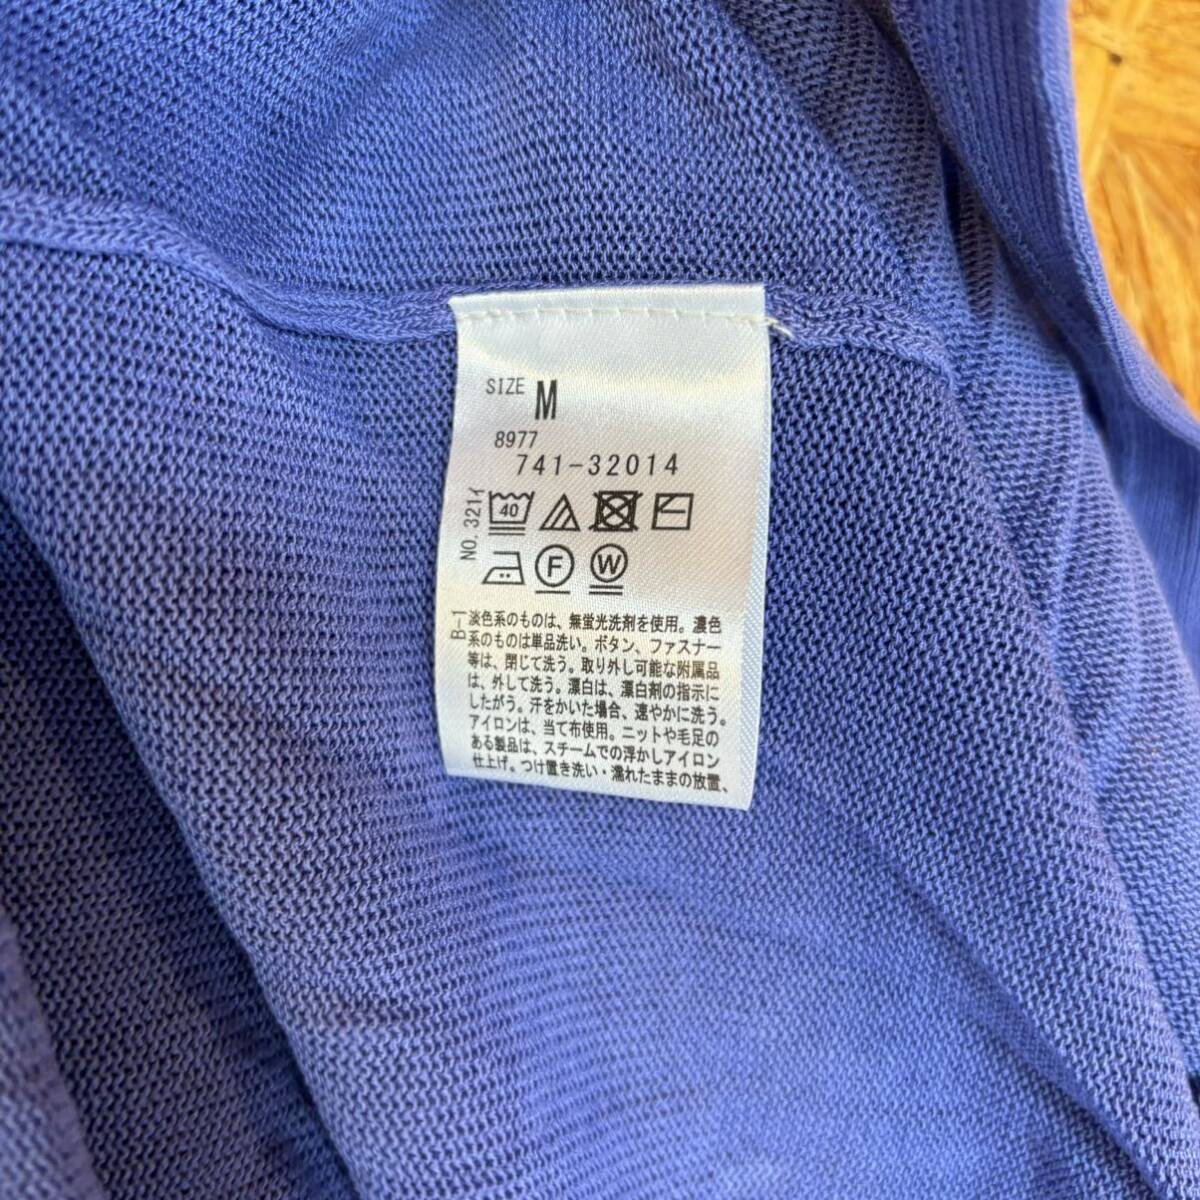 SIZE M
8977
741-32014
NO. 321イ
40
F
W
B-1
淡色系のものは、無蛍光洗剤を使用。濃色
系のものは単品洗い。ボタン、ファスナー
等は、閉じて洗う。取り外し可能な附属品
は、外して洗う。漂白は、漂白剤の指示に
したがう。汗をかいた場合、速やかに洗う。
アイロンは、当て布使用。ニットや毛足の
ある製品は、スチームでの浮かしアイロン
仕上げ。つけ置き洗い・濡れたままの放置、